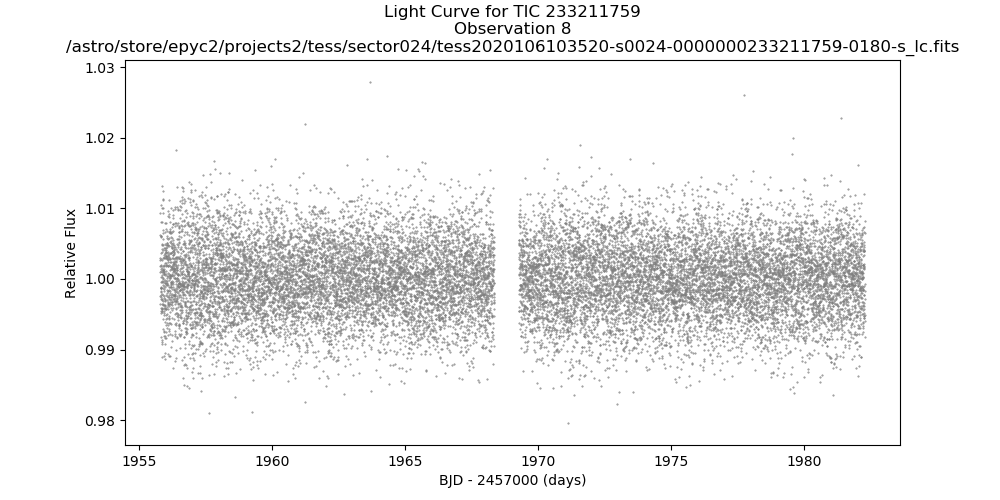 Light Curve for TIC 233211759
Observation 8
/astro/store/epyc2/projects2/tess/sector024/tess2020106103520-s0024-0000000233211759-0180-s_lc.fits
1.03
1.02
1.01
1.00
0.99
0.98
Relative Flux
1955
1960
1965
1970
1975
1980
BJD - 2457000 (days)